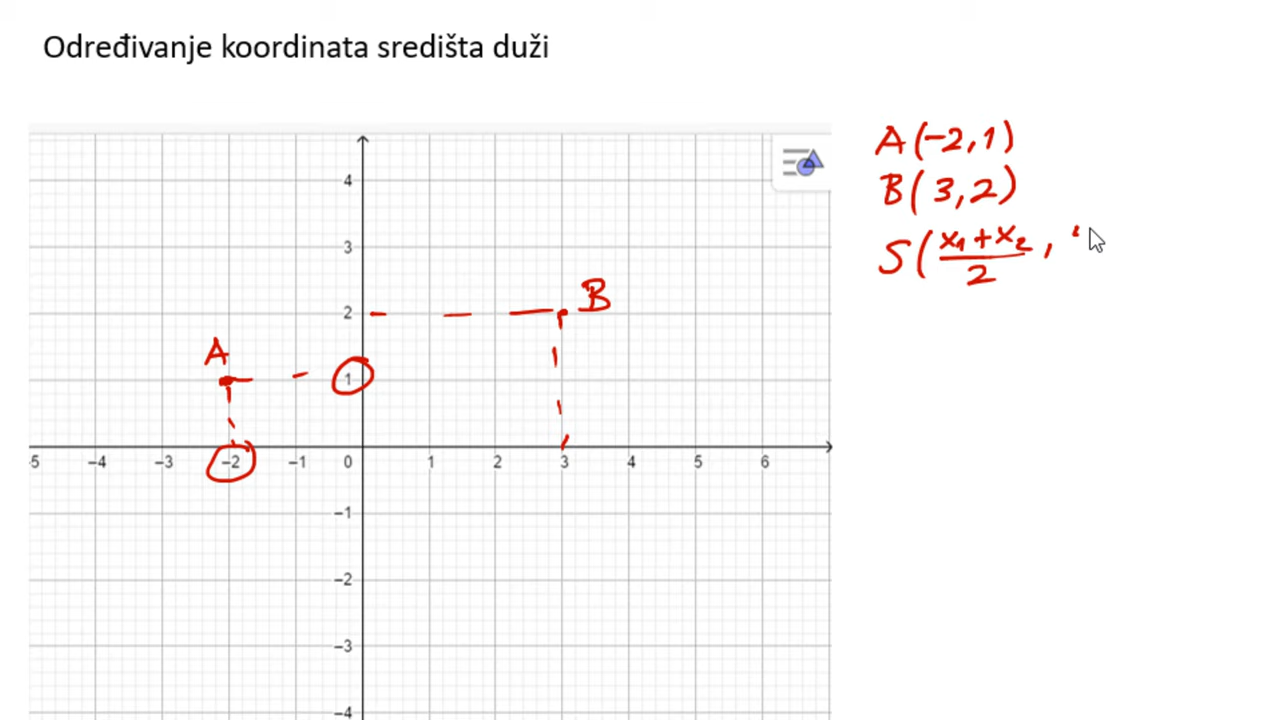 Određivanje koordinata središta duži
A(-2,1)
B(3,2)
S(x₁+x₂/2,
4
3
2
B
A
1
-5 -4 -3 -2 -1 0 1 2 3 4 5 6
-1
-2
-3
-4